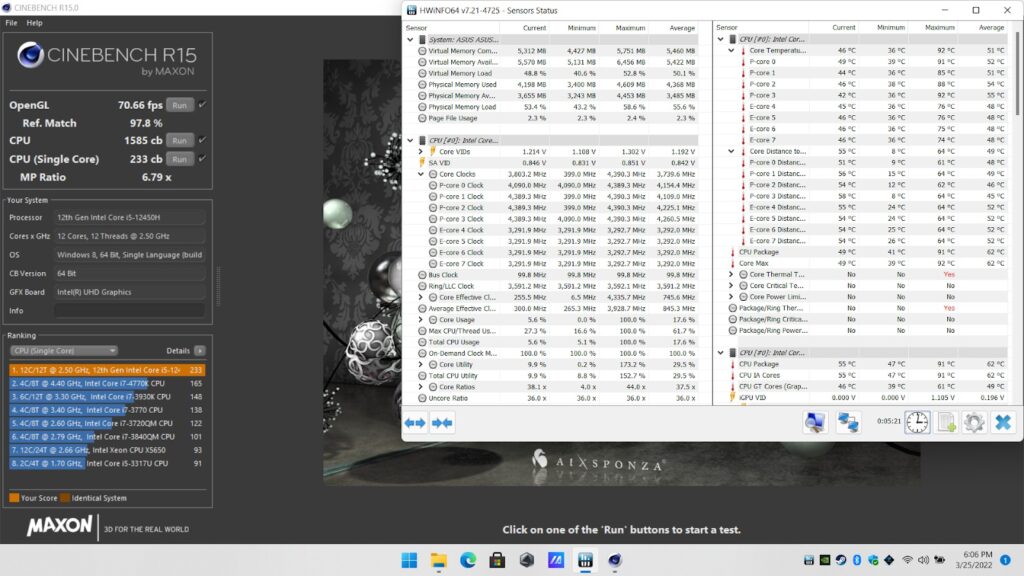 CINEBENCH R15.0
File Help
CINEBENCH R15
by MAXON
OpenGL 70.66 fps Run
Ref. Match 97.8 %
CPU 1585 cb Run
CPU (Single Core) 233 cb Run
MP Ratio 6.79 x
Your System
Processor 12th Gen Intel Core i5-12450H
Cores x GHz 12 Cores, 12 Threads @ 2.50 GHz
OS Windows 8, 64 Bit, Single Language (build
CB Version 64 Bit
GFX Board Intel(R) UHD Graphics
Info
Ranking
CPU (Single Core) Details
1. 12C/12T @ 2.50 GHz, 12th Gen Intel Core i5-12 233
2. 4C/8T @ 4.40 GHz, Intel Core i7-4770K CPU 165
3. 6C/12T @ 3.30 GHz, Intel Core i7-3930K CPU 148
4. 4C/8T @ 3.40 GHz, Intel Core i7-3770 CPU 138
5. 4C/8T @ 2.60 GHz, Intel Core i7-3720QM CPU 122
6. 4C/8T @ 2.79 GHz, Intel Core i7-3840QM CPU 101
7. 12C/24T @ 2.66 GHz, Intel Xeon CPU X5650 93
8. 2C/4T @ 1.70 GHz, Intel Core i5-3317U CPU 91
Your Score Identical System
MAXON 3D FOR THE REAL WORLD
HWiNFO64 v7.21-4725 - Sensors Status
Sensor Current Minimum Maximum Average
System: ASUS ASUS...
Virtual Memory Com... 5,312 MB 4,427 MB 5,751 MB 5,460 MB
Virtual Memory Avail... 5,570 MB 5,131 MB 6,456 MB 5,422 MB
Virtual Memory Load 48.8 % 40.6 % 52.8 % 50.1 %
Physical Memory Used 4,198 MB 3,400 MB 4,609 MB 4,368 MB
Physical Memory Av... 3,655 MB 3,243 MB 4,453 MB 3,485 MB
Physical Memory Load 53.4 % 43.2 % 58.6 % 55.6 %
Page File Usage 2.3 % 2.3 % 2.4 % 2.3 %
CPU [#0]: Intel Core...
Core VIDs 1.214 V 1.108 V 1.302 V 1.192 V
SA VID 0.846 V 0.831 V 0.851 V 0.842 V
Core Clocks 3,803.2 MHz 399.0 MHz 4,390.3 MHz 3,739.6 MHz
P-core 0 Clock 4,090.0 MHz 4,090.0 MHz 4,389.3 MHz 4,154.4 MHz
P-core 1 Clock 4,389.3 MHz 399.0 MHz 4,389.3 MHz 4,109.0 MHz
P-core 2 Clock 4,389.3 MHz 399.0 MHz 4,390.3 MHz 4,225.1 MHz
P-core 3 Clock 4,389.3 MHz 4,090.0 MHz 4,389.3 MHz 4,260.5 MHz
E-core 4 Clock 3,291.9 MHz 3,291.9 MHz 3,292.7 MHz 3,292.0 MHz
E-core 5 Clock 3,291.9 MHz 3,291.9 MHz 3,292.7 MHz 3,292.0 MHz
E-core 6 Clock 3,291.9 MHz 3,291.9 MHz 3,292.7 MHz 3,292.0 MHz
E-core 7 Clock 3,291.9 MHz 3,291.9 MHz 3,292.7 MHz 3,292.0 MHz
Bus Clock 99.8 MHz 99.8 MHz 99.8 MHz 99.8 MHz
Ring/LLC Clock 3,591.2 MHz 3,591.2 MHz 3,592.1 MHz 3,591.2 MHz
Core Effective Cl... 255.5 MHz 6.5 MHz 4,335.7 MHz 745.6 MHz
Average Effective Cl... 300.0 MHz 265.3 MHz 3,928.7 MHz 845.3 MHz
Core Usage 5.6 % 0.0 % 100.0 % 17.6 %
Max CPU/Thread Us... 27.3 % 16.6 % 100.0 % 61.7 %
Total CPU Usage 5.6 % 5.1 % 100.0 % 17.6 %
On-Demand Clock M... 100.0 % 100.0 % 100.0 % 100.0 %
Core Utility 9.9 % 0.2 % 173.2 % 29.5 %
Total CPU Utility 9.9 % 8.8 % 152.7 % 29.5 %
Core Ratios 38.1 x 4.0 x 44.0 x 37.5 x
Uncore Ratio 36.0 x 36.0 x 36.0 x 36.0 x
Sensor Current Minimum Maximum Average
CPU [#0]: Intel Cor...
Core Temperatu... 46 °C 36 °C 92 °C 51 °C
P-core 0 49 °C 39 °C 91 °C 52 °C
P-core 1 44 °C 36 °C 85 °C 51 °C
P-core 2 46 °C 38 °C 88 °C 54 °C
P-core 3 42 °C 36 °C 92 °C 55 °C
E-core 4 45 °C 36 °C 76 °C 48 °C
E-core 5 46 °C 36 °C 75 °C 48 °C
E-core 6 46 °C 36 °C 75 °C 48 °C
E-core 7 46 °C 36 °C 74 °C 48 °C
Core Distance to... 55 °C 8 °C 64 °C 49 °C
P-core 0 Distanc... 51 °C 9 °C 61 °C 48 °C
P-core 1 Distanc... 56 °C 15 °C 64 °C 49 °C
P-core 2 Distanc... 54 °C 12 °C 62 °C 46 °C
P-core 3 Distanc... 58 °C 8 °C 64 °C 45 °C
E-core 4 Distanc... 55 °C 24 °C 64 °C 52 °C
E-core 5 Distanc... 54 °C 25 °C 64 °C 52 °C
E-core 6 Distanc... 54 °C 25 °C 64 °C 52 °C
E-core 7 Distanc... 54 °C 26 °C 64 °C 52 °C
CPU Package 49 °C 41 °C 91 °C 62 °C
Core Max 49 °C 39 °C 92 °C 62 °C
Core Thermal T... No No Yes
Core Critical Te... No No No
Core Power Limi... No No No
Package/Ring Ther... No No Yes
Package/Ring Critica... No No No
Package/Ring Power... No No No
CPU [#0]: Intel Cor...
CPU Package 55 °C 47 °C 91 °C 62 °C
CPU IA Cores 55 °C 47 °C 91 °C 62 °C
CPU GT Cores (Grap... 46 °C 39 °C 61 °C 49 °C
iGPU VID 0.000 V 0.000 V 1.105 V 0.196 V
0:05:21
AIXSPONZA
Click on one of the 'Run' buttons to start a test.
6:06 PM
3/25/2022
1